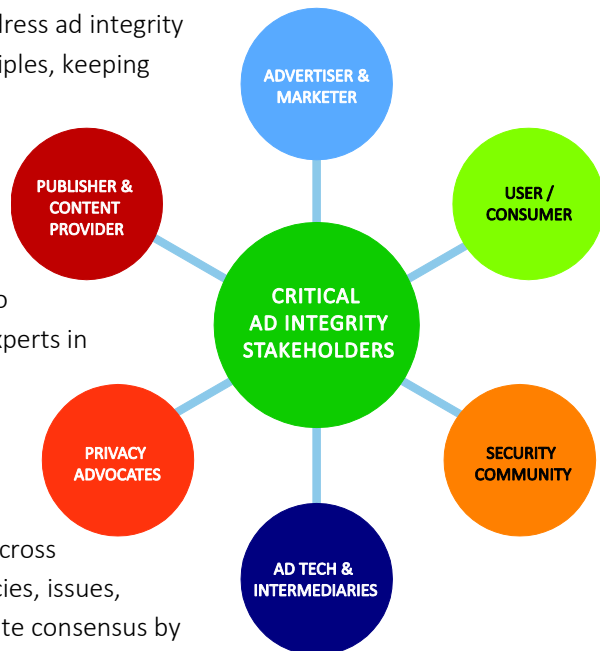 dress ad integrity
iples, keeping
ADVERTISER &
MARKETER
PUBLISHER &
CONTENT
PROVIDER
USER /
CONSUMER
CRITICAL
AD INTEGRITY
STAKEHOLDERS
xperts in
PRIVACY
ADVOCATES
SECURITY
COMMUNITY
cross
cies, issues,
te consensus by
AD TECH &
INTERMEDIARIES